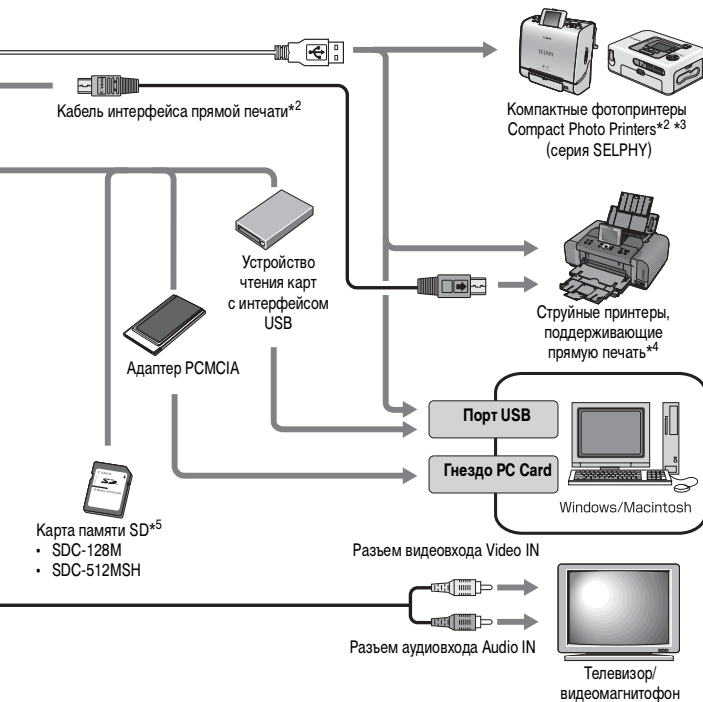 Кабель интерфейса прямой печати*2
Компактные фотопринтеры
Compact Photo Printers*2 *3
(серия SELPHY)
Устройство
чтения карт
с интерфейсом
USB
Струйные принтеры,
поддерживающие
прямую печать*4
Адаптер PCMCIA
Порт USB
Гнездо PC Card
Windows/Macintosh
Карта памяти SD*5
• SDC-128M
• SDC-512MSH
Разъем видеовхода Video IN
Разъем аудиовхода Audio IN
Телевизор/
видеомагнитофон